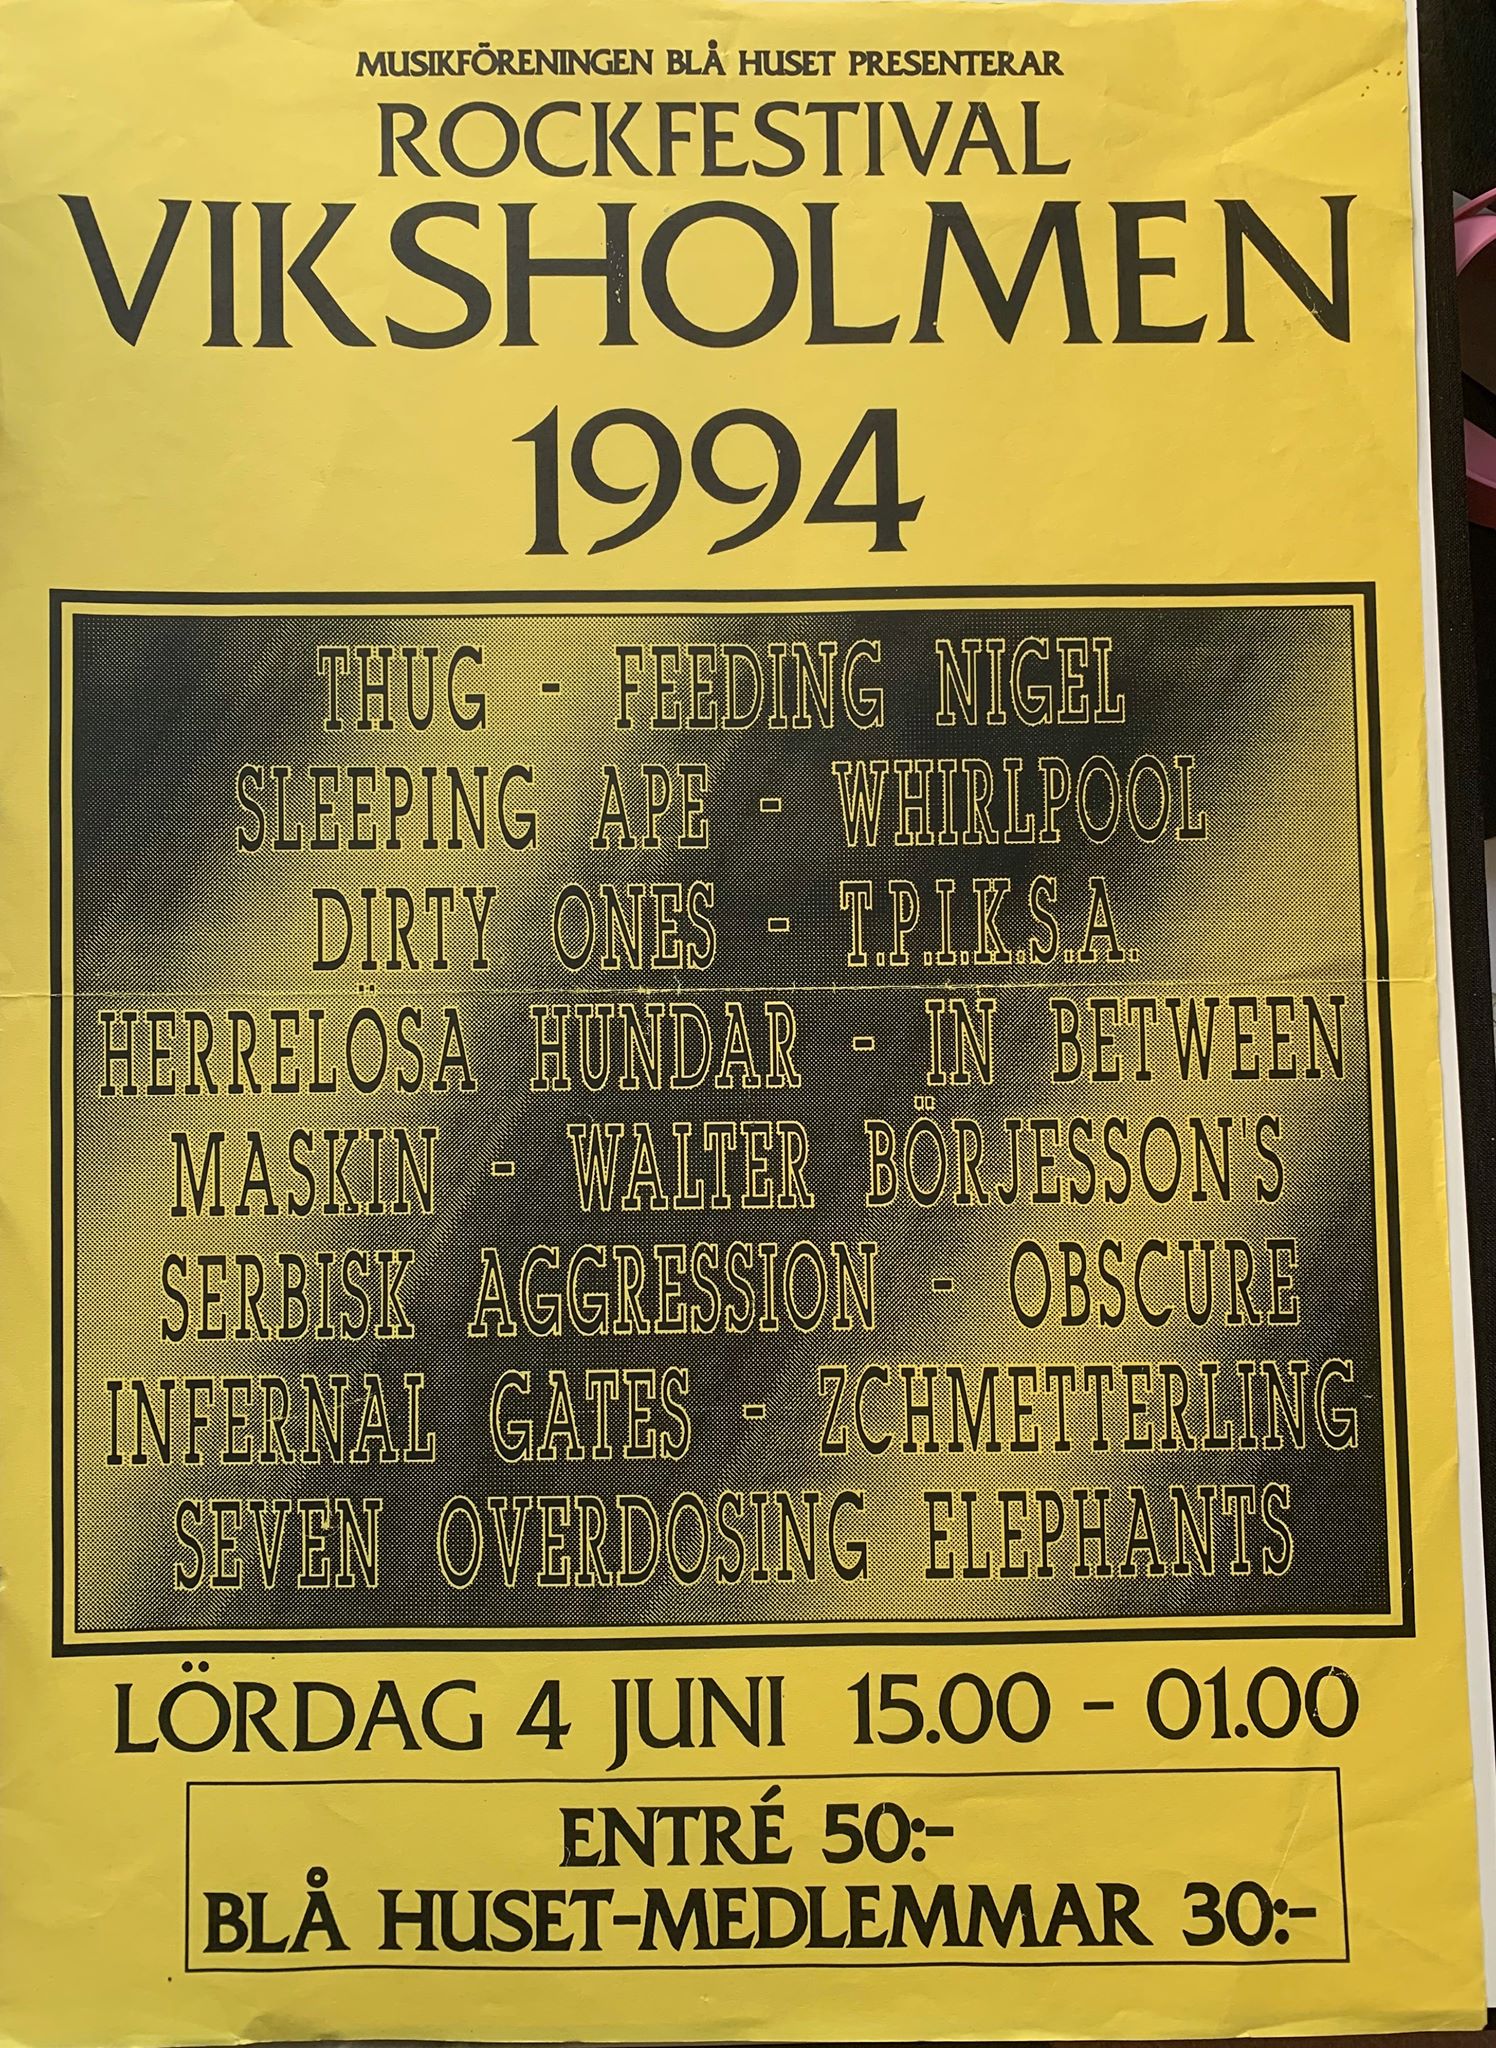 MUSIKFÖRENINGEN BLÅ HUSET PRESENTERAR
ROCKFESTIVAL
VIKSHOLMEN
1994
THUG - FEEDING NIGEL
SLEEPING APE - WHIRLPOOL
DIRTY ONES - T.P.I.K.S.A.
HERRELÖSA HUNDAR - IN BETWEEN
MASKIN - WALTER BÖRJESSON'S
SERBISK AGGRESSION - OBSCURE
INFERNAL GATES - ZCHMETTERLING
SEVEN OVERDOSING ELEPHANTS
LÖRDAG 4 JUNI 15.00 - 01.00
ENTRÉ 50:-
BLÅ HUSET-MEDLEMMAR 30:-